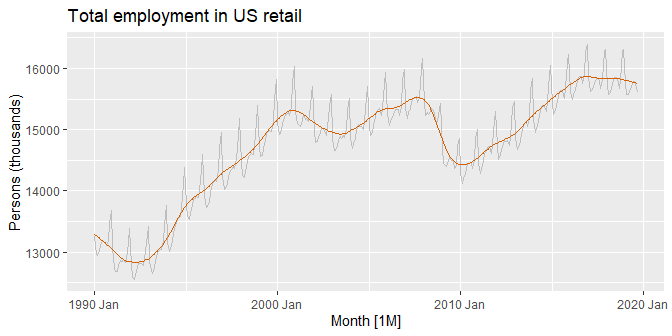 Total employment in US retail
Persons (thousands)
16000
15000
14000
13000
1990 Jan
2000 Jan
2010 Jan
2020 Jan
Month [1M]